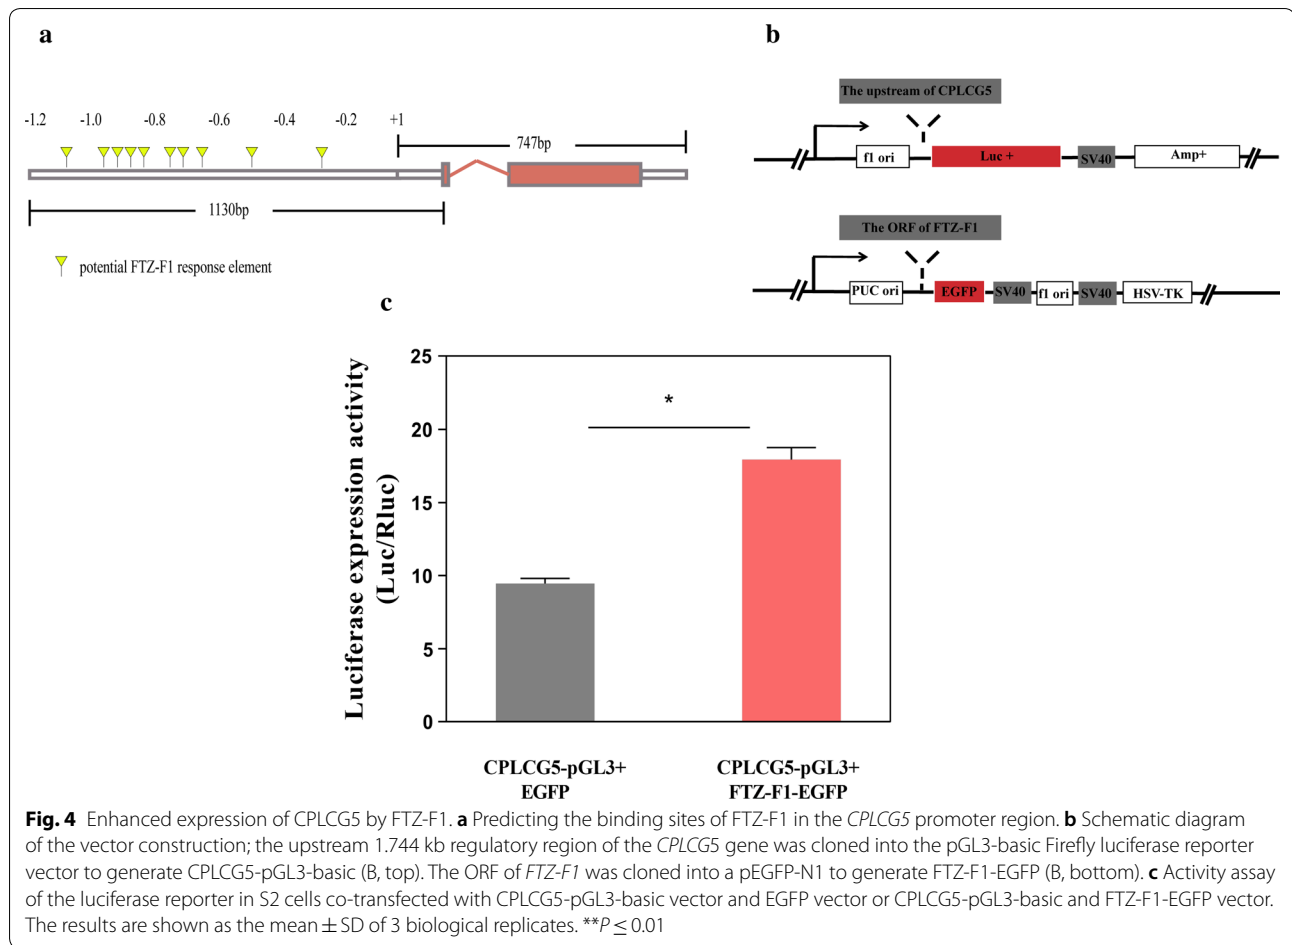 a
b
-1.2 -1.0 -0.8 -0.6 -0.4 -0.2 +1
747bp
1130bp
potential FTZ-F1 response element
The upstream of CPLCG5
f1 ori Luc + SV40 Amp+
The ORF of FTZ-F1
PUC ori EGFP SV40 f1 ori SV40 HSV-TK
c
Luciferase expression activity
(Luc/Rluc)
25
20
15
10
5
0
*
CPLCG5-pGL3+
EGFP
CPLCG5-pGL3+
FTZ-F1-EGFP
Fig. 4 Enhanced expression of CPLCG5 by FTZ-F1. a Predicting the binding sites of FTZ-F1 in the CPLCG5 promoter region. b Schematic diagram
of the vector construction; the upstream 1.744 kb regulatory region of the CPLCG5 gene was cloned into the pGL3-basic Firefly luciferase reporter
vector to generate CPLCG5-pGL3-basic (B, top). The ORF of FTZ-F1 was cloned into a pEGFP-N1 to generate FTZ-F1-EGFP (B, bottom). c Activity assay
of the luciferase reporter in S2 cells co-transfected with CPLCG5-pGL3-basic vector and EGFP vector or CPLCG5-pGL3-basic and FTZ-F1-EGFP vector.
The results are shown as the mean ± SD of 3 biological replicates. **P ≤ 0.01